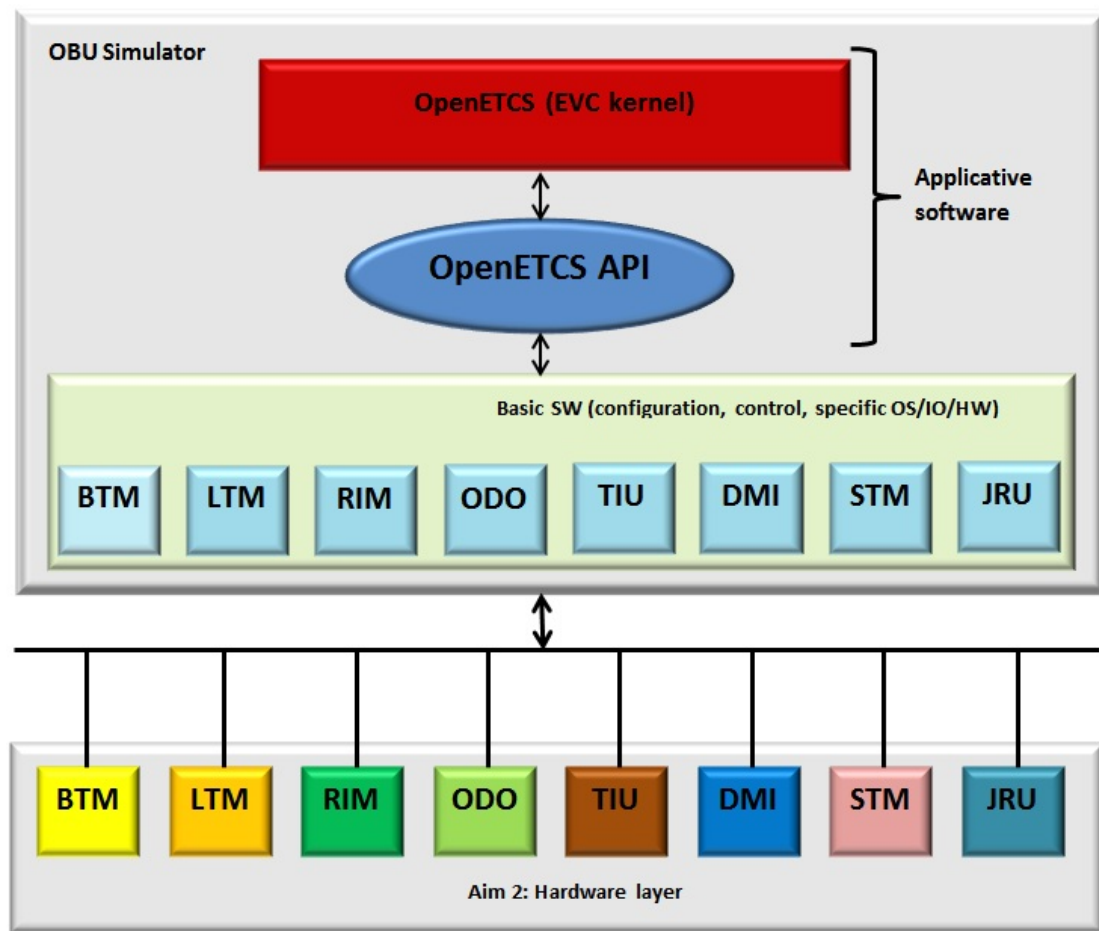 OBU Simulator
OpenETCS (EVC kernel)
Applicative
software
OpenETCS API
Basic SW (configuration, control, specific OS/IO/HW)
BTM LTM RIM ODO TIU DMI STM JRU
BTM LTM RIM ODO TIU DMI STM JRU
Aim 2: Hardware layer